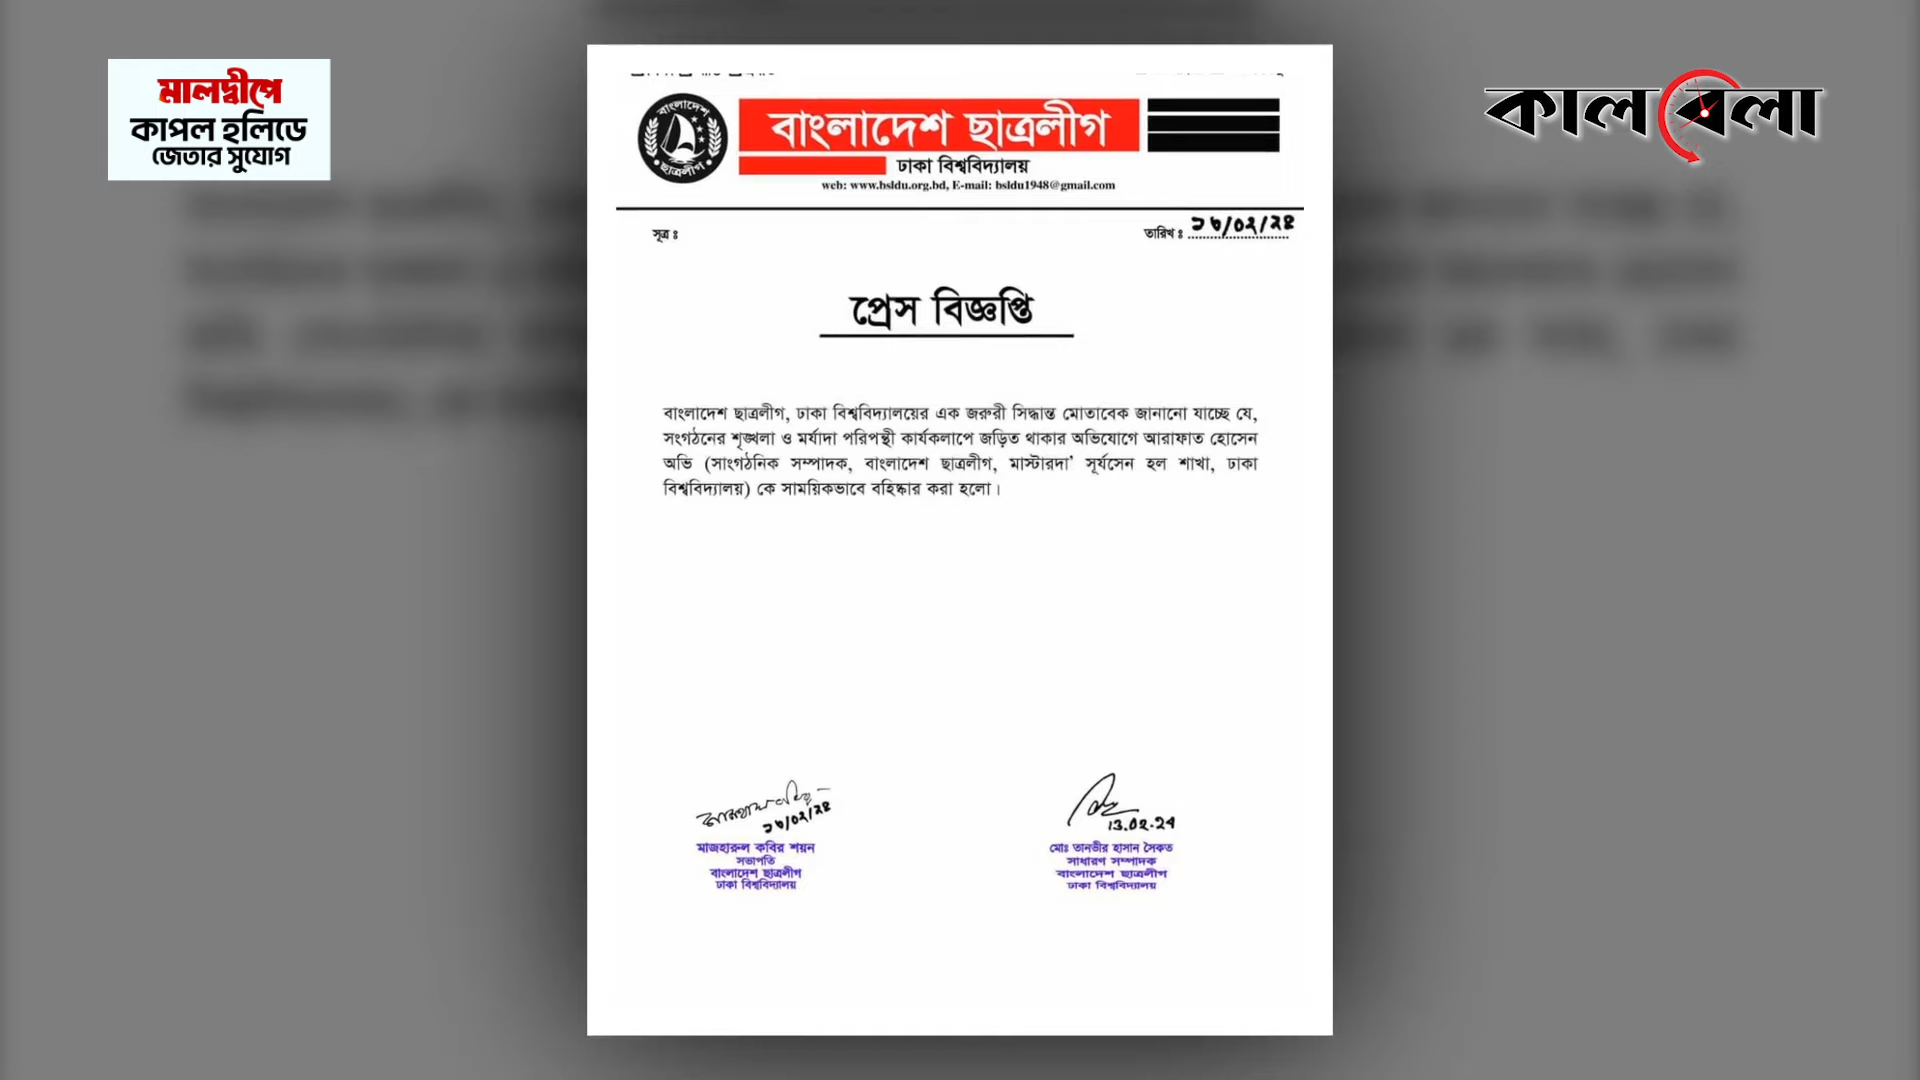 মালদ্বীপে
কাপল হলিডে
জেতার সুযোগ
কালবেলা
বাংলাদেশ
ছাত্রলীগ
বাংলাদেশ ছাত্রলীগ
ঢাকা বিশ্ববিদ্যালয়
web: www.bsldu.org.bd, E-mail: bsldu1948@gmail.com
সূত্র ঃ
তারিখ ঃ ১৩/০২/২৪
প্রেস বিজ্ঞপ্তি
বাংলাদেশ ছাত্রলীগ, ঢাকা বিশ্ববিদ্যালয়ের এক জরুরী সিদ্ধান্ত মোতাবেক জানানো যাচ্ছে যে,
সংগঠনের শৃঙ্খলা ও মর্যাদা পরিপন্থী কার্যকলাপে জড়িত থাকার অভিযোগে আরাফাত হোসেন
অভি (সাংগঠনিক সম্পাদক, বাংলাদেশ ছাত্রলীগ, মাস্টারদা’ সূর্যসেন হল শাখা, ঢাকা
বিশ্ববিদ্যালয়) কে সাময়িকভাবে বহিষ্কার করা হলো।
১৩/০২/২৪
মাজহারুল কবির শয়ন
সভাপতি
বাংলাদেশ ছাত্রলীগ
ঢাকা বিশ্ববিদ্যালয়
13.02.24
মোঃ তানভীর হাসান সৈকত
সাধারণ সম্পাদক
বাংলাদেশ ছাত্রলীগ
ঢাকা বিশ্ববিদ্যালয়